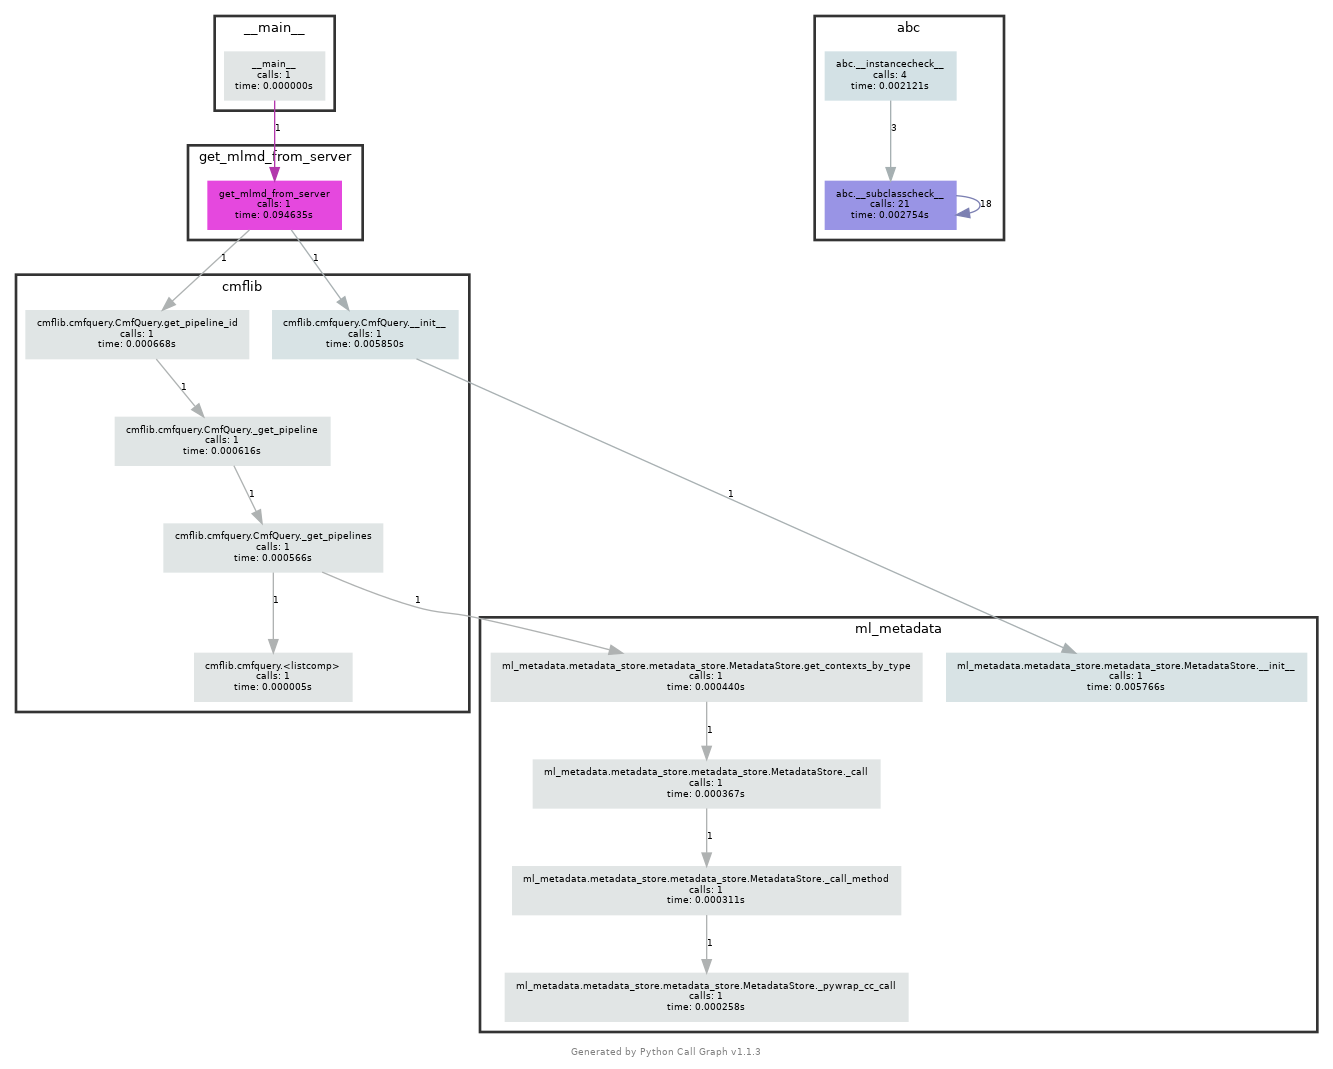 __main__
__main__
calls: 1
time: 0.000000s
1
get_mlmd_from_server
get_mlmd_from_server
calls: 1
time: 0.094635s
1
1
abc
abc.__instancecheck__
calls: 4
time: 0.002121s
3
abc.__subclasscheck__
calls: 21
time: 0.002754s
18
cmflib
cmflib.cmfquery.CmfQuery.get_pipeline_id
calls: 1
time: 0.000668s
cmflib.cmfquery.CmfQuery.__init__
calls: 1
time: 0.005850s
1
cmflib.cmfquery.CmfQuery._get_pipeline
calls: 1
time: 0.000616s
1
1
cmflib.cmfquery.CmfQuery._get_pipelines
calls: 1
time: 0.000566s
1
1
cmflib.cmfquery.<listcomp>
calls: 1
time: 0.000005s
ml_metadata
ml_metadata.metadata_store.metadata_store.MetadataStore.get_contexts_by_type
calls: 1
time: 0.000440s
ml_metadata.metadata_store.metadata_store.MetadataStore.__init__
calls: 1
time: 0.005766s
1
ml_metadata.metadata_store.metadata_store.MetadataStore._call
calls: 1
time: 0.000367s
1
ml_metadata.metadata_store.metadata_store.MetadataStore._call_method
calls: 1
time: 0.000311s
1
ml_metadata.metadata_store.metadata_store.MetadataStore._pywrap_cc_call
calls: 1
time: 0.000258s
Generated by Python Call Graph v1.1.3